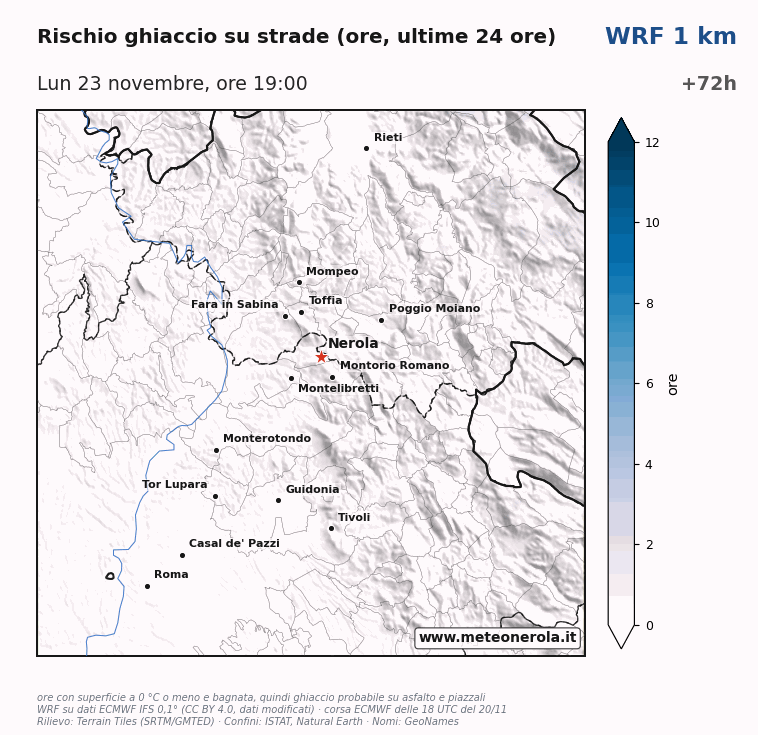 Rischio ghiaccio su strade (ore, ultime 24 ore)
WRF 1 km
Lun 23 novembre, ore 19:00
+72h
Rieti
Mompeo
Toffia
Fara in Sabina
Poggio Moiano
Nerola
Montorio Romano
Montelibretti
Monterotondo
Tor Lupara
Guidonia
Tivoli
Casal de' Pazzi
Roma
www.meteonerola.it
12
10
8
6
4
2
0
ore
ore con superficie a 0 °C o meno e bagnata, quindi ghiaccio probabile su asfalto e piazzali
WRF su dati ECMWF IFS 0,1° (CC BY 4.0, dati modificati) · corsa ECMWF delle 18 UTC del 20/11
Rilievo: Terrain Tiles (SRTM/GMTED) · Confini: ISTAT, Natural Earth · Nomi: GeoNames